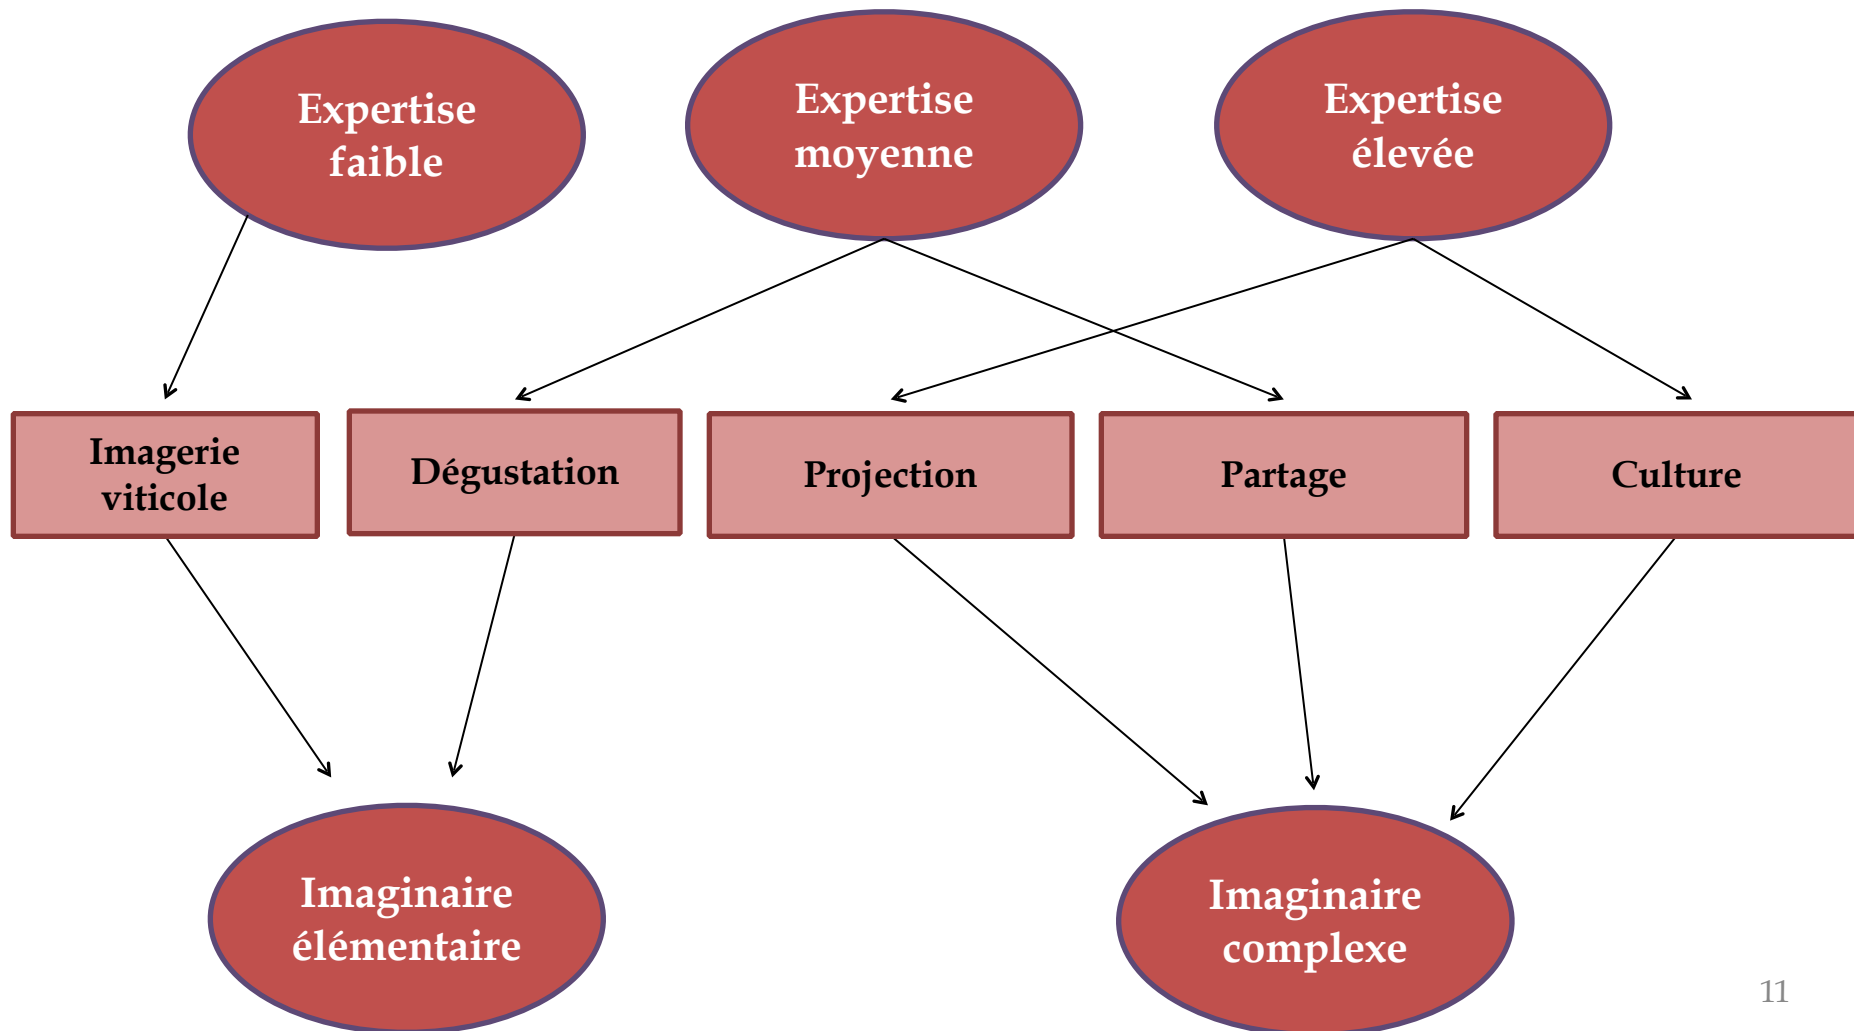 Expertise
faible
Expertise
moyenne
Expertise
élevée
Imagerie
viticole
Dégustation
Projection
Partage
Culture
Imaginaire
élémentaire
Imaginaire
complexe
11